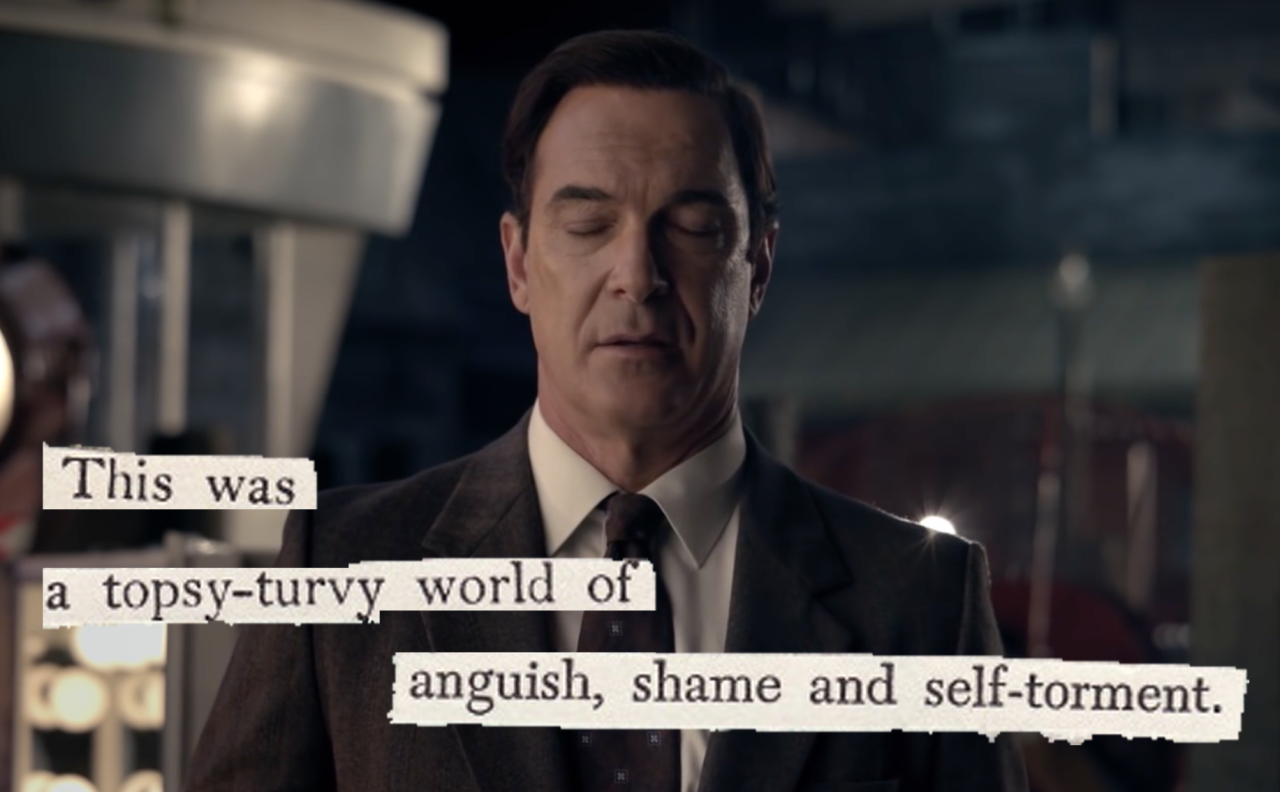 This was
a topsy-turvy world of
anguish, shame and self-torment.